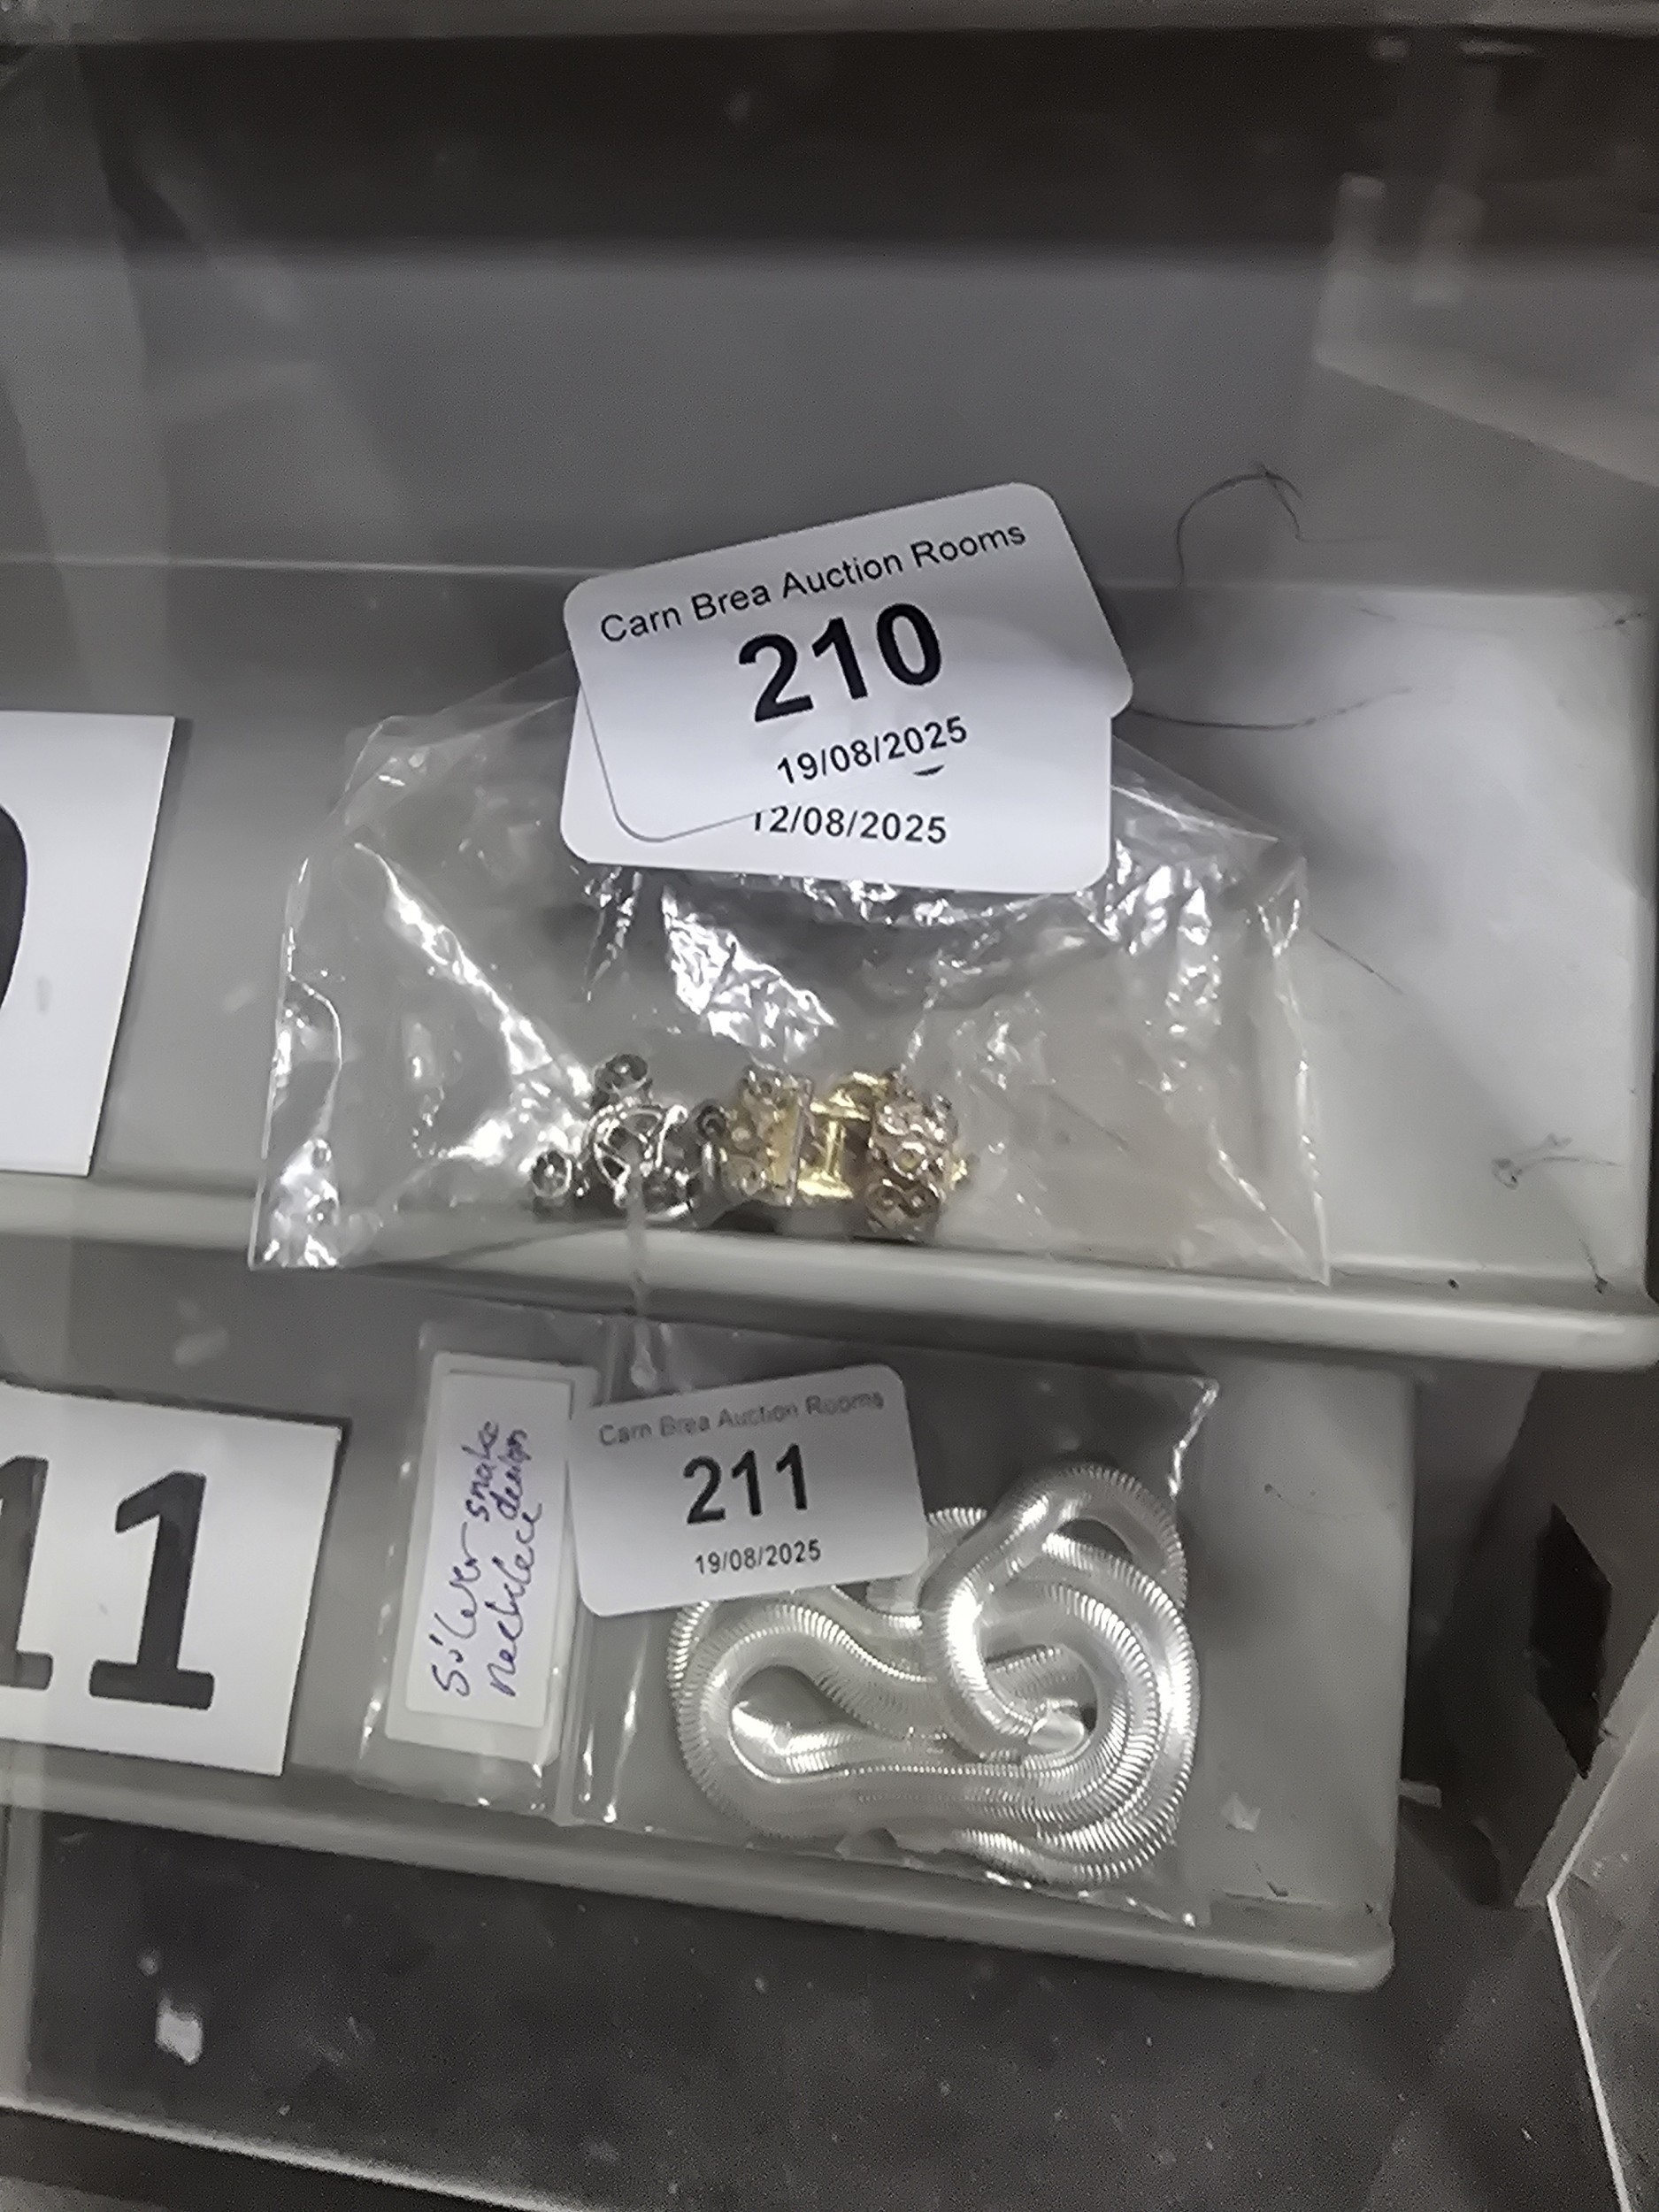 Carn Brea Auction Rooms
210
19/08/2025
12/08/2025
11
Silver snake
necklace design
Carn Brea Auction Rooms
211
19/08/2025